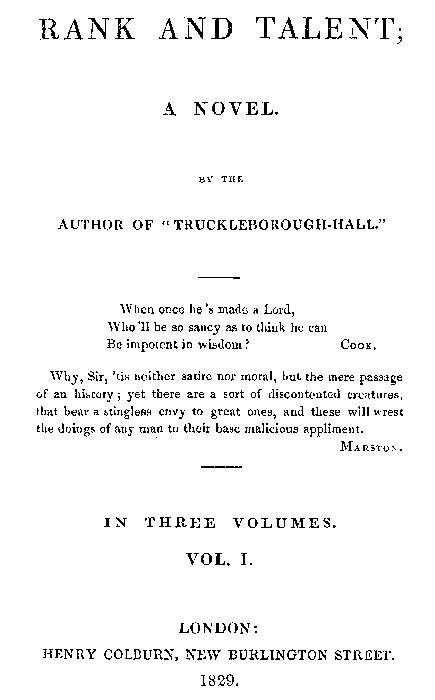 RANK AND TALENT;
A NOVEL.
BY THE
AUTHOR OF "TRUCKLEBOROUGH-HALL."
When once he's made a Lord,
Who'll be so saucy as to think he can
Be impotent in wisdom? COOK.
Why, Sir, 'tis neither satire nor moral, but the mere passage
of an history; yet there are a sort of discontented creatures,
that bear a stingless envy to great ones, and these will wrest
the doings of any man to their base malicious appliment.
MARSTON.
IN THREE VOLUMES.
VOL. I.
LONDON:
HENRY COLBURN, NEW BURLINGTON STREET.
1829.